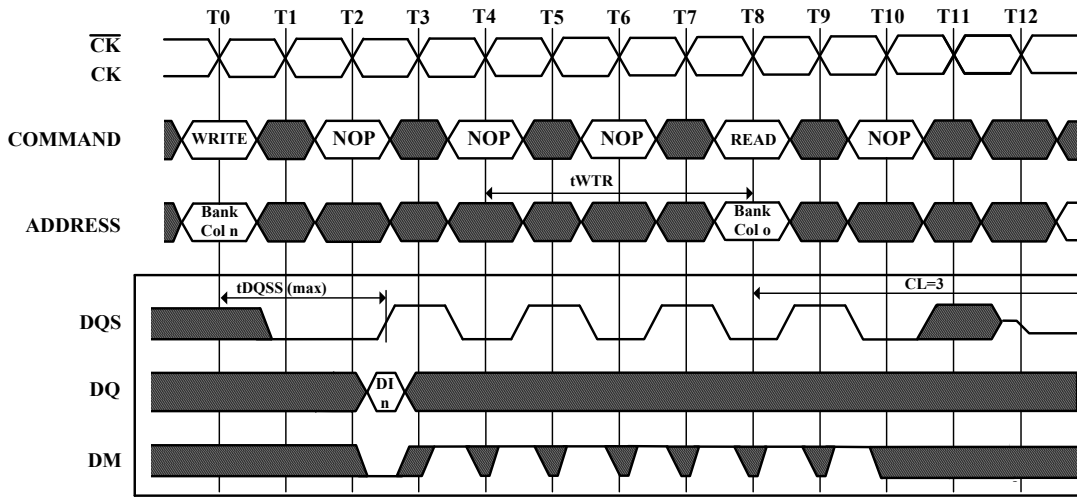 T0 T1 T2 T3 T4 T5 T6 T7 T8 T9 T10 T11 T12
CK
CK
COMMAND WRITE NOP NOP NOP READ NOP
tWTR
ADDRESS Bank Col n Bank Col o
tDQSS (max) CL=3
DQS
DQ DI n
DM